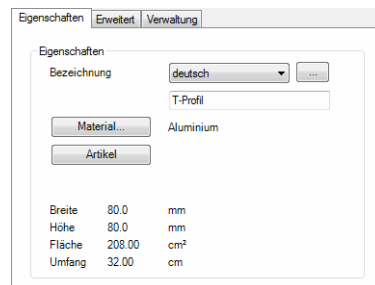 Eigenschaften Erweitert Verwaltung
Eigenschaften
Bezeichnung deutsch ...
T-Profil
Material... Aluminium
Artikel
Breite 80.0 mm
Höhe 80.0 mm
Fläche 208.00 cm²
Umfang 32.00 cm